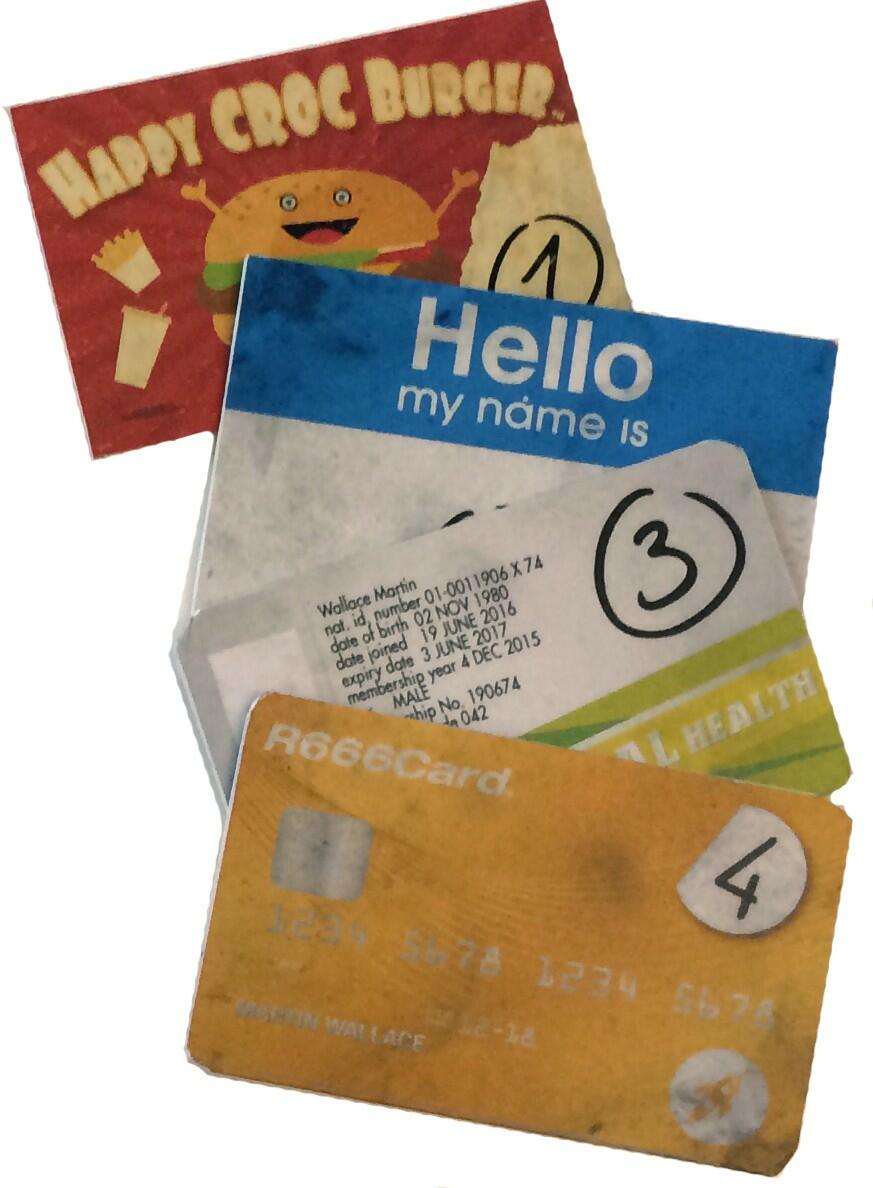 HAPPY CROC BURGER
1
Hello
my name is
3
Wallace Martin
nat. id. number 01-0011906 X 74
date of birth 02 NOV 1980
date joined 19 JUNE 2016
expiry date 3 JUNE 2017
membership year 4 DEC 2015
MALE
No. 190674
042
HEALTH
R666Card
4
1234 5678 1234 5678
12-18
MARTIN WALLACE